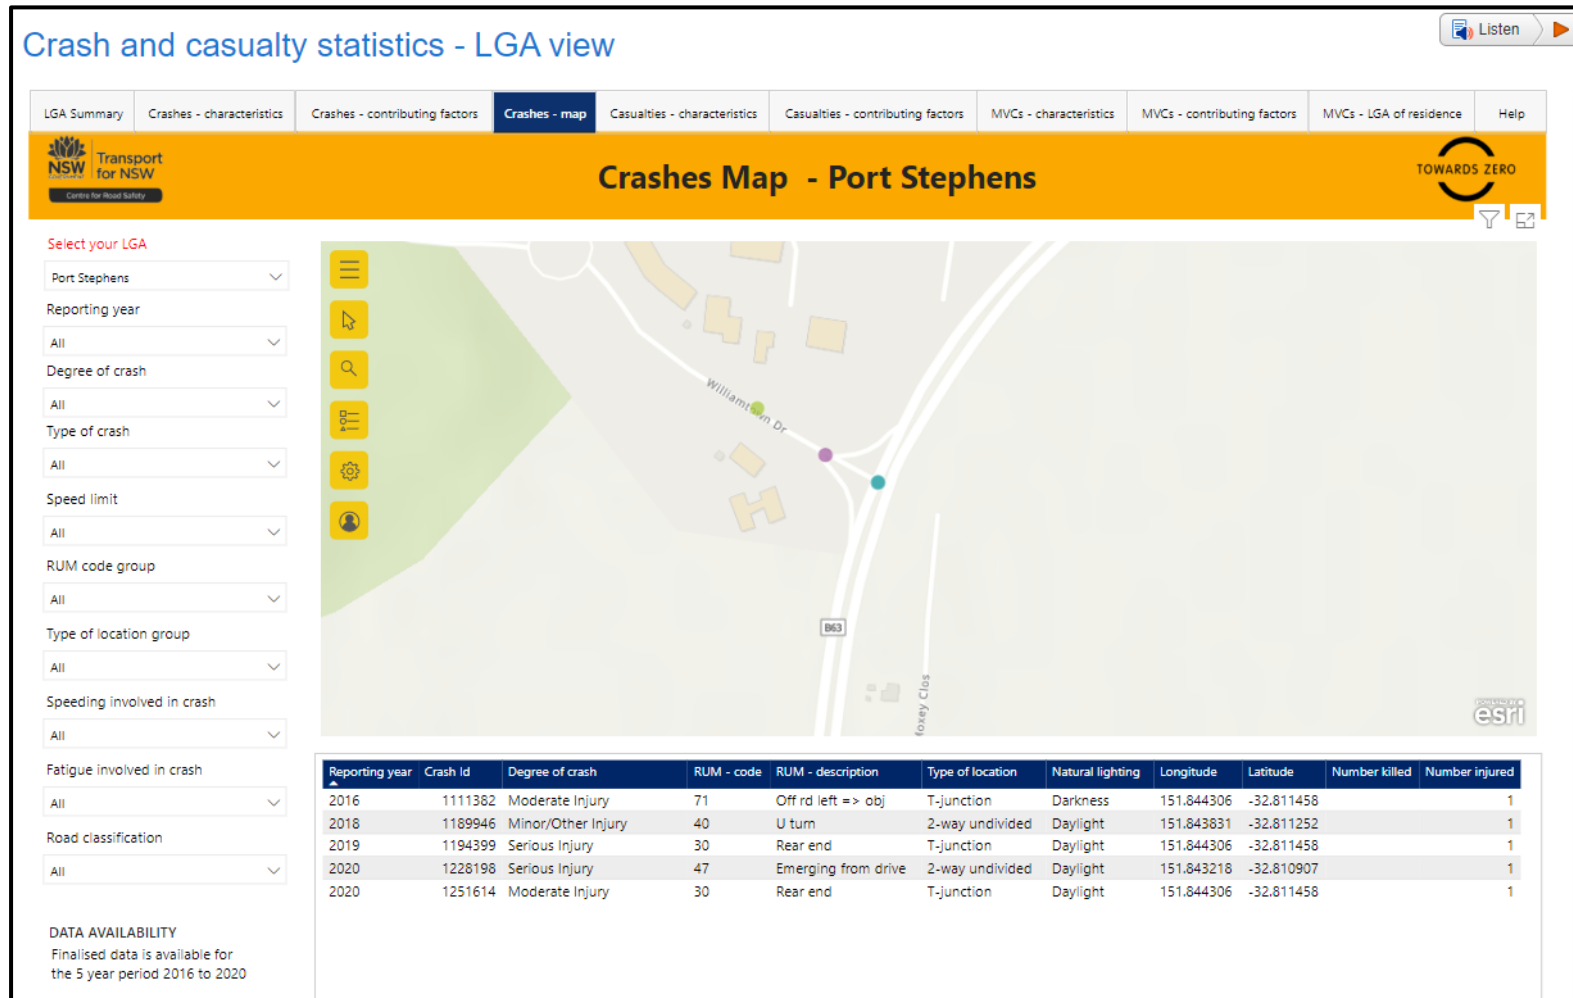 Crash and casualty statistics - LGA view
Listen
LGA Summary Crashes - characteristics Crashes - contributing factors Crashes - map Casualties - characteristics Casualties - contributing factors MVCs - characteristics MVCs - contributing factors MVCs - LGA of residence Help
NSW
GOVERNMENT
Transport
for NSW
Centre for Road Safety
Crashes Map - Port Stephens
TOWARDS ZERO
Select your LGA
Port Stephens
Reporting year
All
Degree of crash
All
Type of crash
All
Speed limit
All
RUM code group
All
Type of location group
All
Speeding involved in crash
All
Fatigue involved in crash
All
Road classification
All
DATA AVAILABILITY
Finalised data is available for
the 5 year period 2016 to 2020
Williamtown Dr
B63
Moxey Clos
POWERED BY
esri
Reporting year Crash Id Degree of crash RUM - code RUM - description Type of location Natural lighting Longitude Latitude Number killed Number injured
2016 1111382 Moderate Injury 71 Off rd left => obj T-junction Darkness 151.844306 -32.811458 1
2018 1189946 Minor/Other Injury 40 U turn 2-way undivided Daylight 151.843831 -32.811252 1
2019 1194399 Serious Injury 30 Rear end T-junction Daylight 151.844306 -32.811458 1
2020 1228198 Serious Injury 47 Emerging from drive 2-way undivided Daylight 151.843218 -32.810907 1
2020 1251614 Moderate Injury 30 Rear end T-junction Daylight 151.844306 -32.811458 1